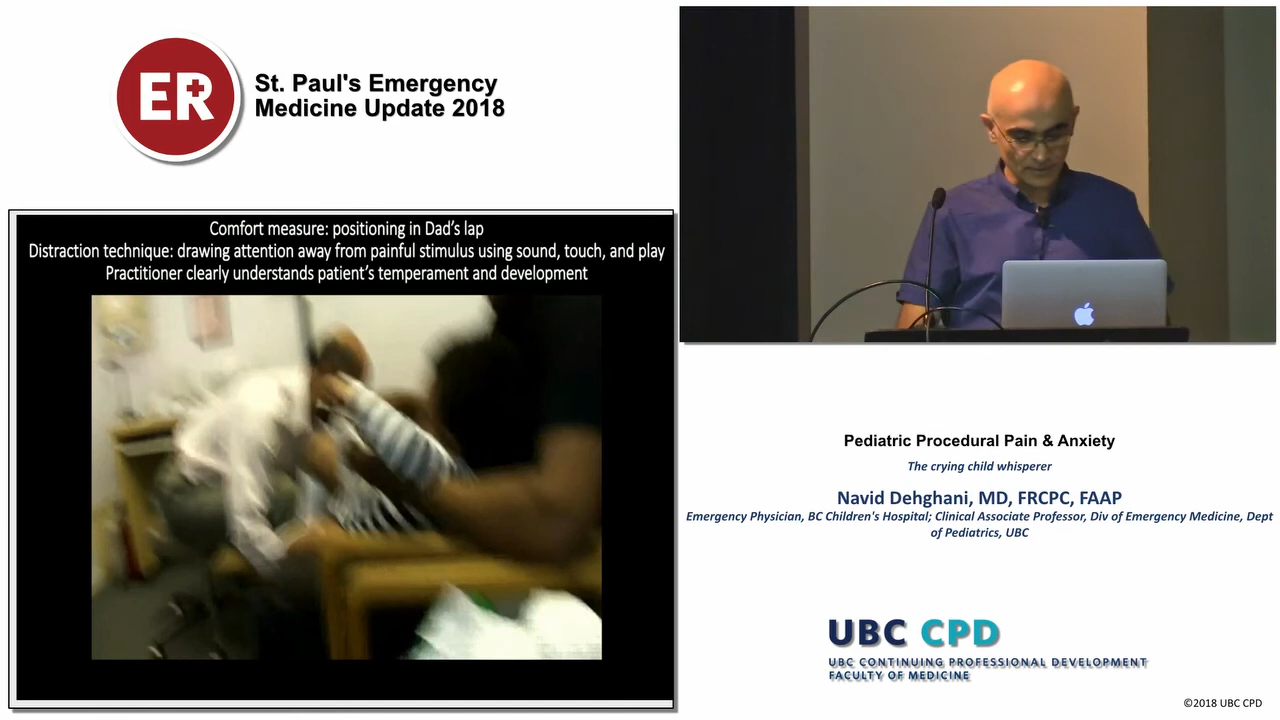 ER
St. Paul's Emergency
Medicine Update 2018
Comfort measure: positioning in Dad's lap
Distraction technique: drawing attention away from painful stimulus using sound, touch, and play
Practitioner clearly understands patient's temperament and development
Pediatric Procedural Pain & Anxiety
The crying child whisperer
Navid Dehghani, MD, FRCPC, FAAP
Emergency Physician, BC Children's Hospital; Clinical Associate Professor, Div of Emergency Medicine, Dept
of Pediatrics, UBC
UBC CPD
UBC CONTINUING PROFESSIONAL DEVELOPMENT
FACULTY OF MEDICINE
©2018 UBC CPD